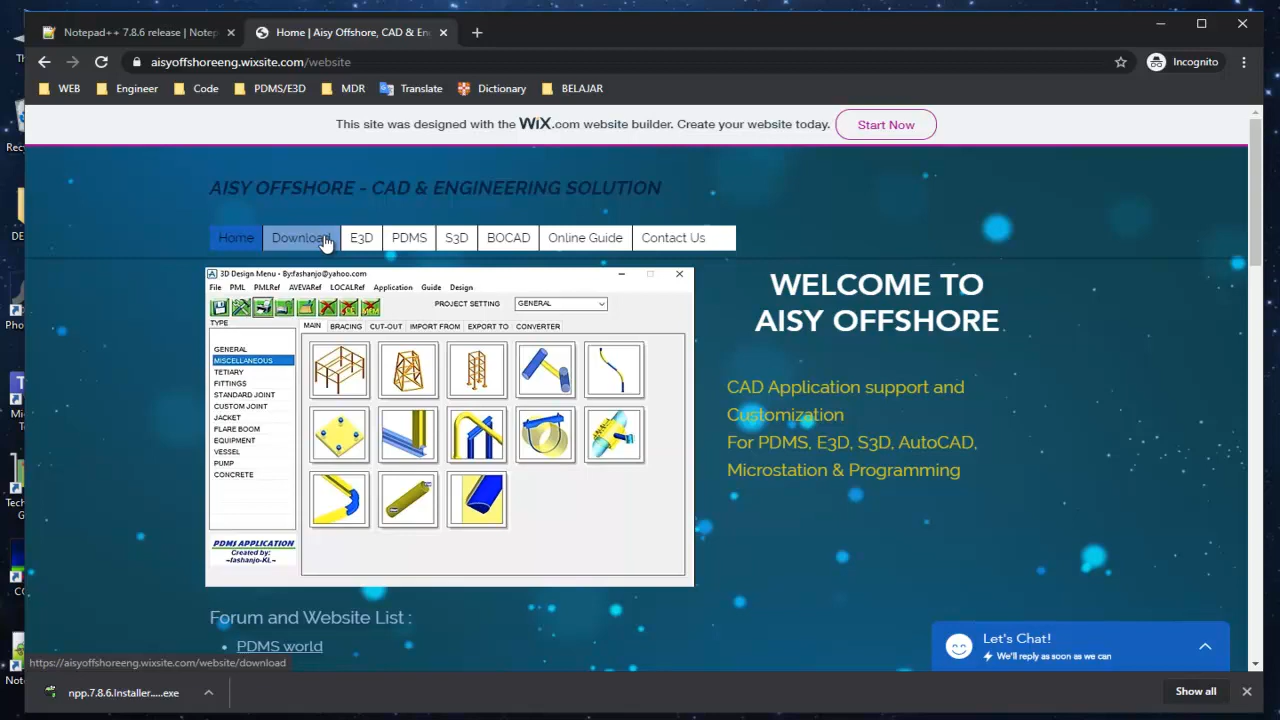 Notepad++ 7.8.6 release | Notep
Home | Aisy Offshore, CAD & En
aisyoffshoreeng.wixsite.com/website
Incognito
WEB
Engineer
Code
PDMS/E3D
MDR
Translate
Dictionary
BELAJAR
This site was designed with the WiX.com website builder. Create your website today.
Start Now
AISY OFFSHORE - CAD & ENGINEERING SOLUTION
Home
Download
E3D
PDMS
S3D
BOCAD
Online Guide
Contact Us
3D Design Menu - By:fashanjo@yahoo.com
File
PML
PMLRef
AVEVARef
LOCALRef
Application
Guide
Design
PROJECT SETTING
GENERAL
TYPE
MAIN
BRACING
CUT-OUT
IMPORT FROM
EXPORT TO
CONVERTER
GENERAL
MISCELLANEOUS
TETIARY
FITTINGS
STANDARD JOINT
CUSTOM JOINT
JACKET
FLARE BOOM
EQUIPMENT
VESSEL
PUMP
CONCRETE
PDMS APPLICATION
Created by:
~fashanjo-KL~
WELCOME TO
AISY OFFSHORE
CAD Application support and
Customization
For PDMS, E3D, S3D, AutoCAD,
Microstation & Programming
Forum and Website List :
PDMS world
Let's Chat!
We'll reply as soon as we can
https://aisyoffshoreeng.wixsite.com/website/download
npp.7.8.6.Installer.....exe
Show all